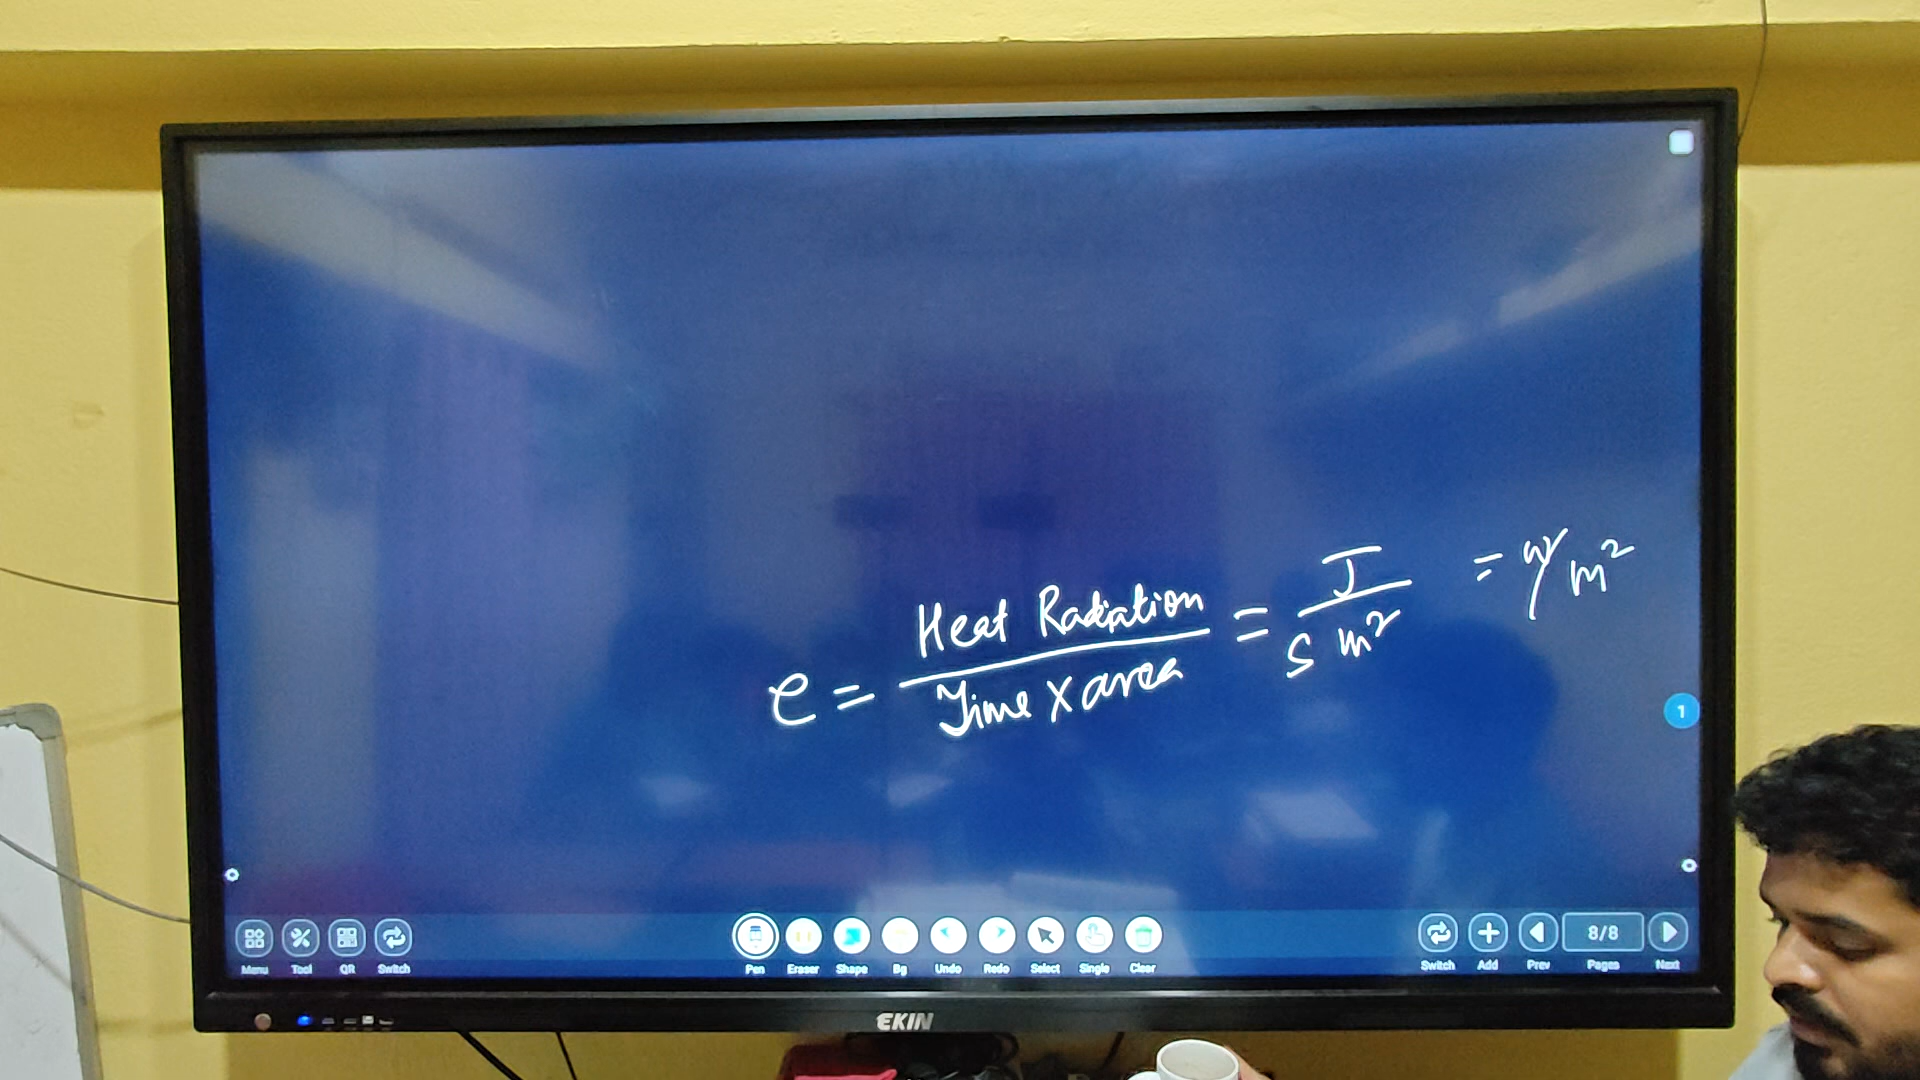 e = Heat Radiation / Time x area = J / s m² = W/m²
1
Menu Tool QR Switch Pen Eraser Shape Bg Undo Redo Select Single Clear Switch Add Prev 8/8 Pages Next
EKIN